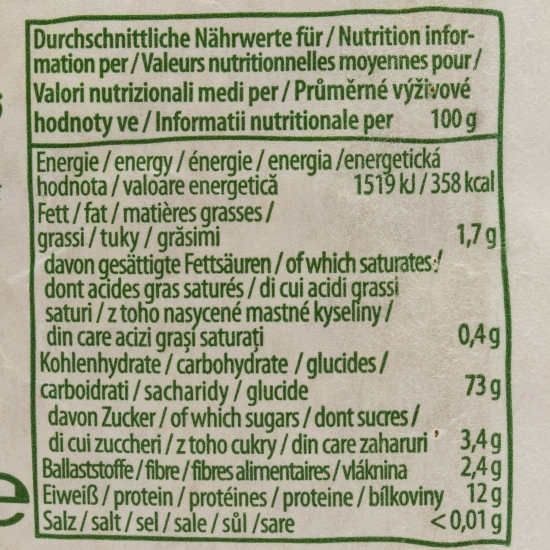 Durchschnittliche Nährwerte für / Nutrition infor-
mation per / Valeurs nutritionnelles moyennes pour /
Valori nutrizionali medi per / Průměrné výživové
hodnoty ve / Informatii nutritionale per 100 g
Energie / energy / énergie / energia /energetická
hodnota / valoare energetică 1519 kJ / 358 kcal
Fett / fat / matières grasses /
grassi / tuky / grăsimi 1,7 g
davon gesättigte Fettsäuren / of which saturates /
dont acides gras saturés / di cui acidi grassi
saturi / z toho nasycené mastné kyseliny /
din care acizi grași saturați 0,4 g
Kohlenhydrate / carbohydrate / glucides /
carboidrati / sacharidy / glucide 73 g
davon Zucker / of which sugars / dont sucres /
di cui zuccheri / z toho cukry / din care zaharuri 3,4 g
Ballaststoffe / fibre / fibres alimentaires / vláknina 2,4 g
Eiweiß / protein / protéines / proteine / bílkoviny 12 g
Salz / salt / sel / sale / sůl /sare <0,01 g